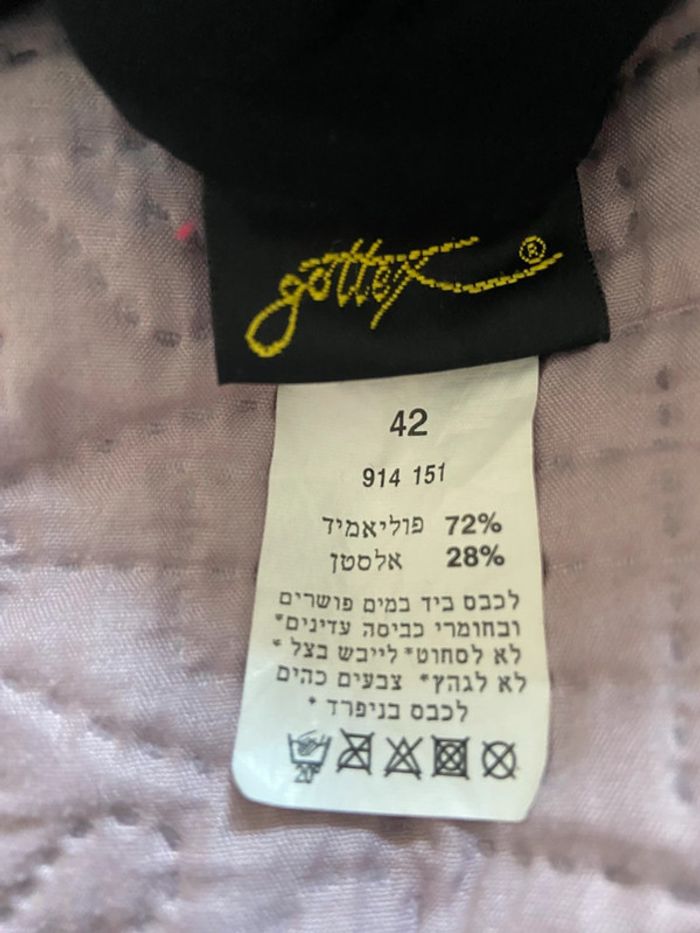 gottex®
42
914 151
פוליאמיד 72%
אלסטן 28%
לכבס ביד במים פושרים
ובחומרי כביסה עדינים*
לא לסחוט* לייבש בצל *
לא לגהץ* צבעים כהים
לכבס בניפרד *
20°